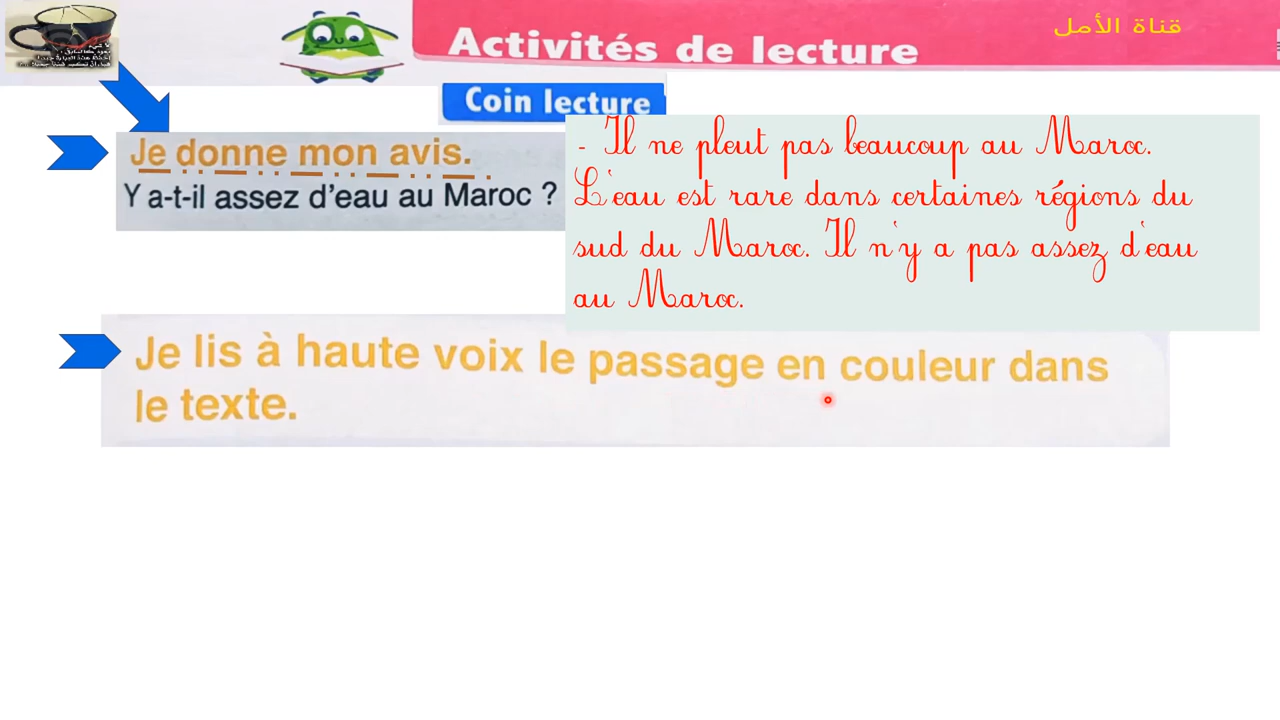 قناة الأمل
Activités de lecture
Coin lecture
Je donne mon avis.
Y a-t-il assez d'eau au Maroc ?
- Il ne pleut pas beaucoup au Maroc.
L'eau est rare dans certaines régions du
sud du Maroc. Il n'y a pas assez d'eau
au Maroc.
Je lis à haute voix le passage en couleur dans
le texte.